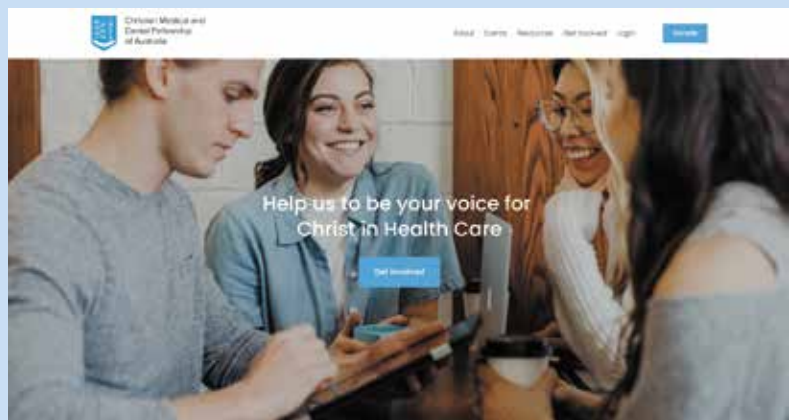 Christian Medical and
Dental Fellowship
of Australia
About Events Resources Get Involved Login Donate
Help us to be your voice for
Christ in Health Care
Get Involved